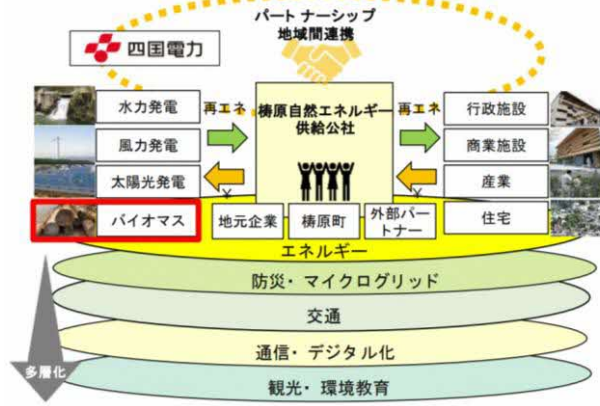 パートナーシップ
地域間連携
四国電力
水力発電
再エネ
梼原自然エネルギー
供給公社
再エネ
行政施設
風力発電
商業施設
太陽光発電
¥
¥
産業
バイオマス
地元企業
梼原町
外部パー
トナー
住宅
エネルギー
防災・マイクログリッド
交通
通信・デジタル化
観光・環境教育
多層化